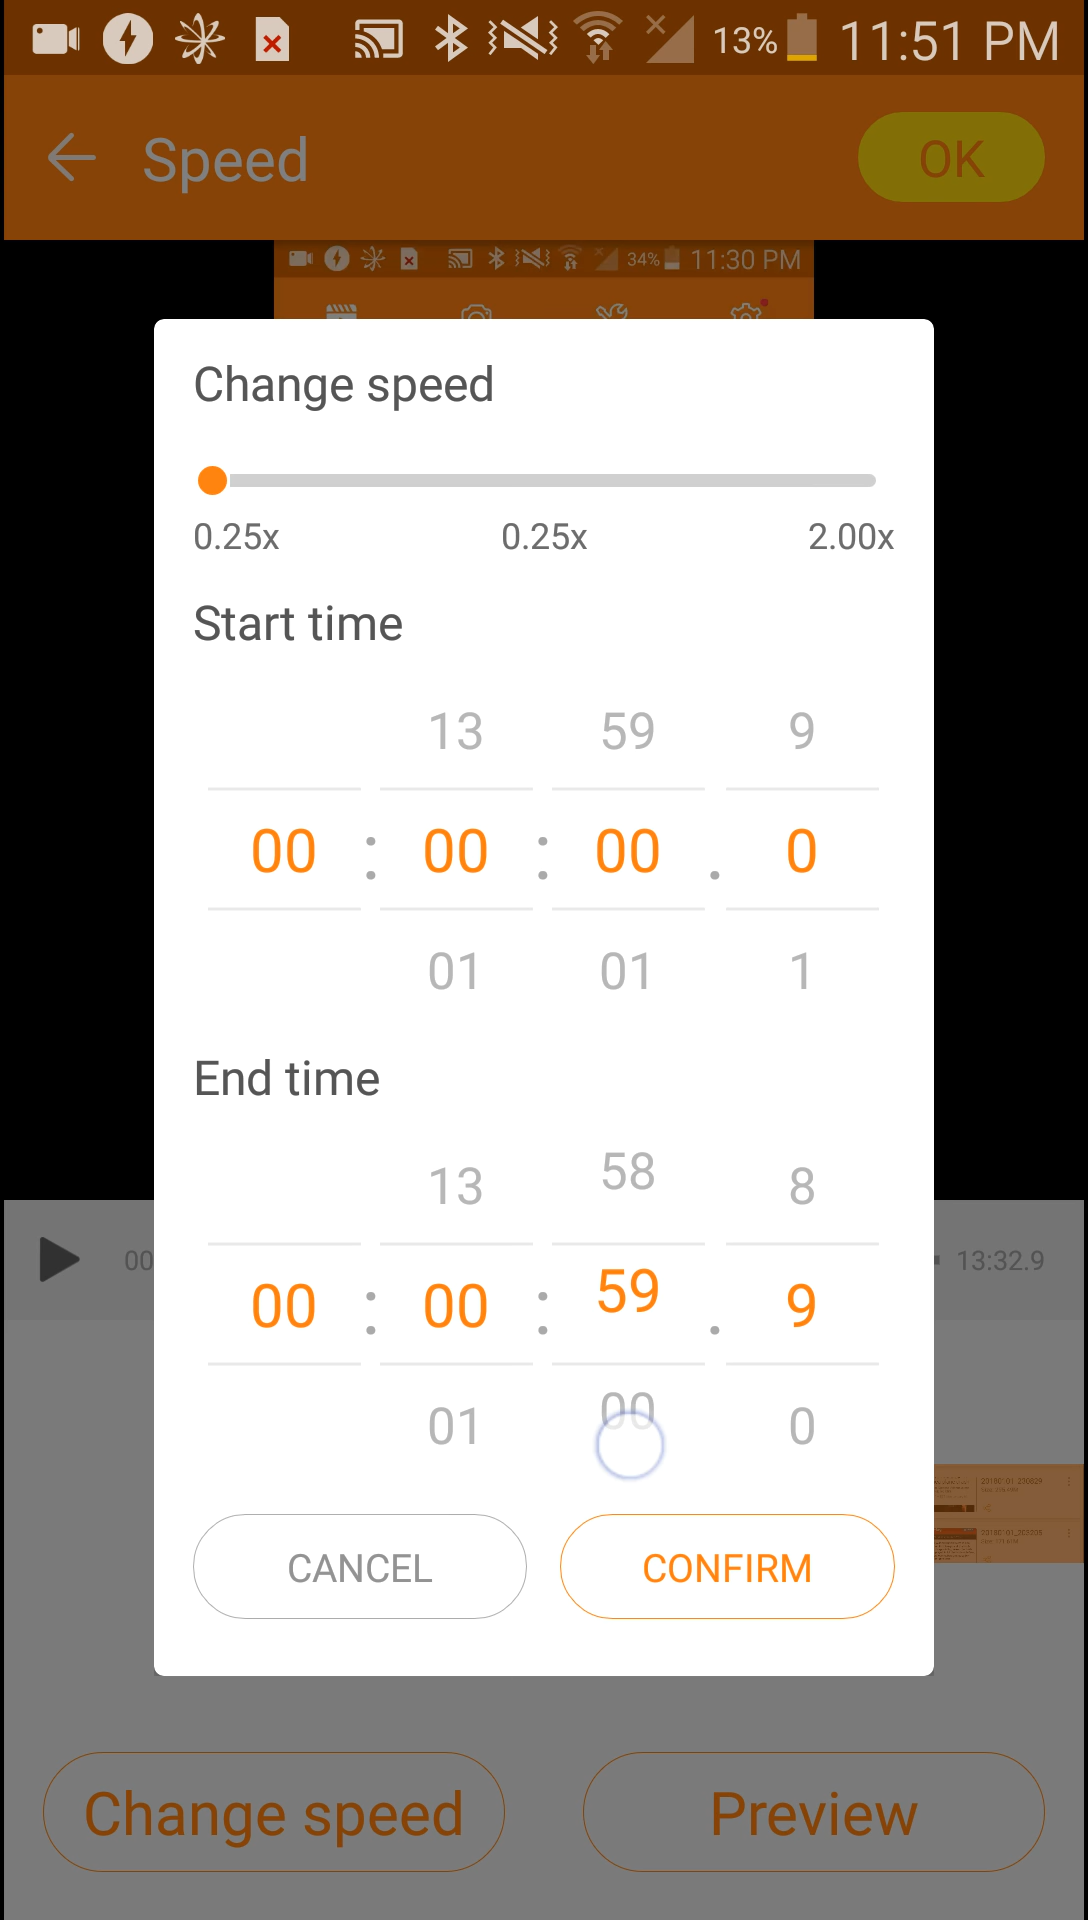 13% 11:51 PM
Speed
OK
34% 11:30 PM
Change speed
0.25x 0.25x 2.00x
Start time
13 59 9
00 : 00 : 00 . 0
01 01 1
End time
13 58 8
00 : 00 : 59 . 9
01 00 0
00
13:32.9
CANCEL
CONFIRM
Change speed
Preview